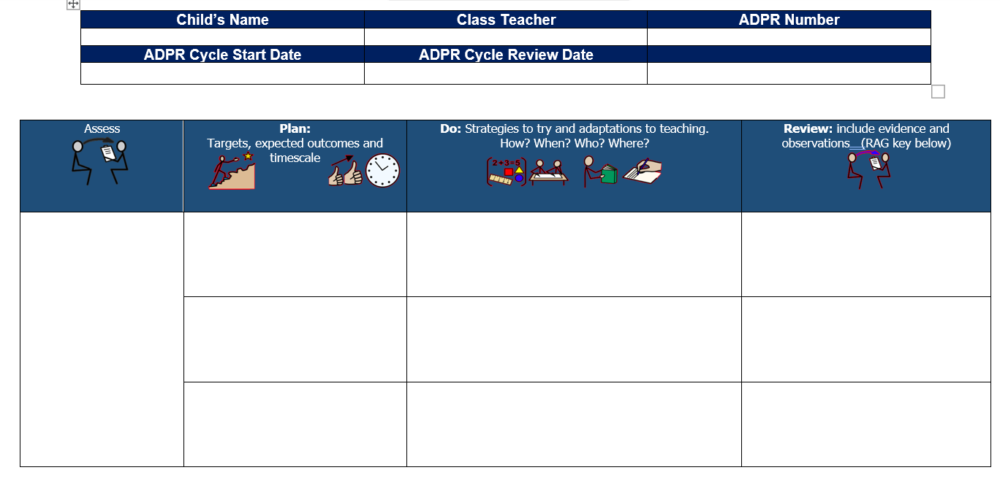 Child’s Name
Class Teacher
ADPR Number
ADPR Cycle Start Date
ADPR Cycle Review Date
Assess
Plan:
Targets, expected outcomes and
timescale
Do: Strategies to try and adaptations to teaching.
How? When? Who? Where?
2+3=5
Review: include evidence and
observations (RAG key below)